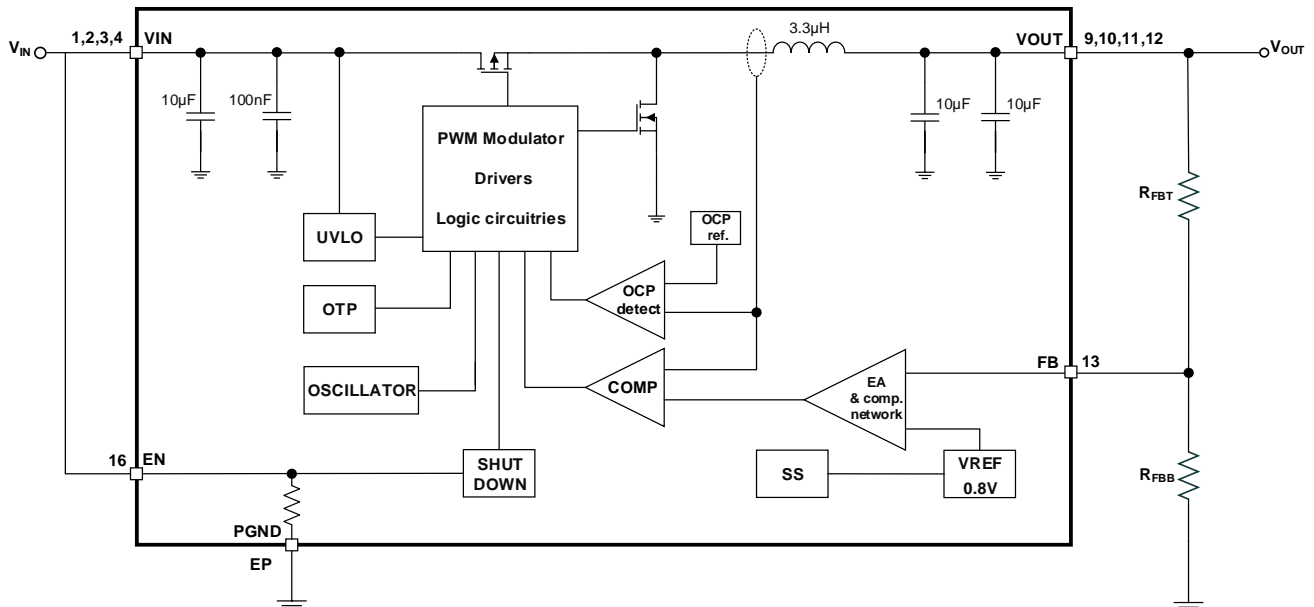 VIN
1,2,3,4
VIN
3.3µH
VOUT
9,10,11,12
VOUT
10µF
100nF
10µF
10µF
PWM Modulator
Drivers
Logic circuitries
RFBT
UVLO
OCP
ref.
OTP
OCP
detect
OSCILLATOR
COMP
EA
& comp.
network
FB
13
16
EN
SHUT
DOWN
SS
VREF
0.8V
RFBB
PGND
EP